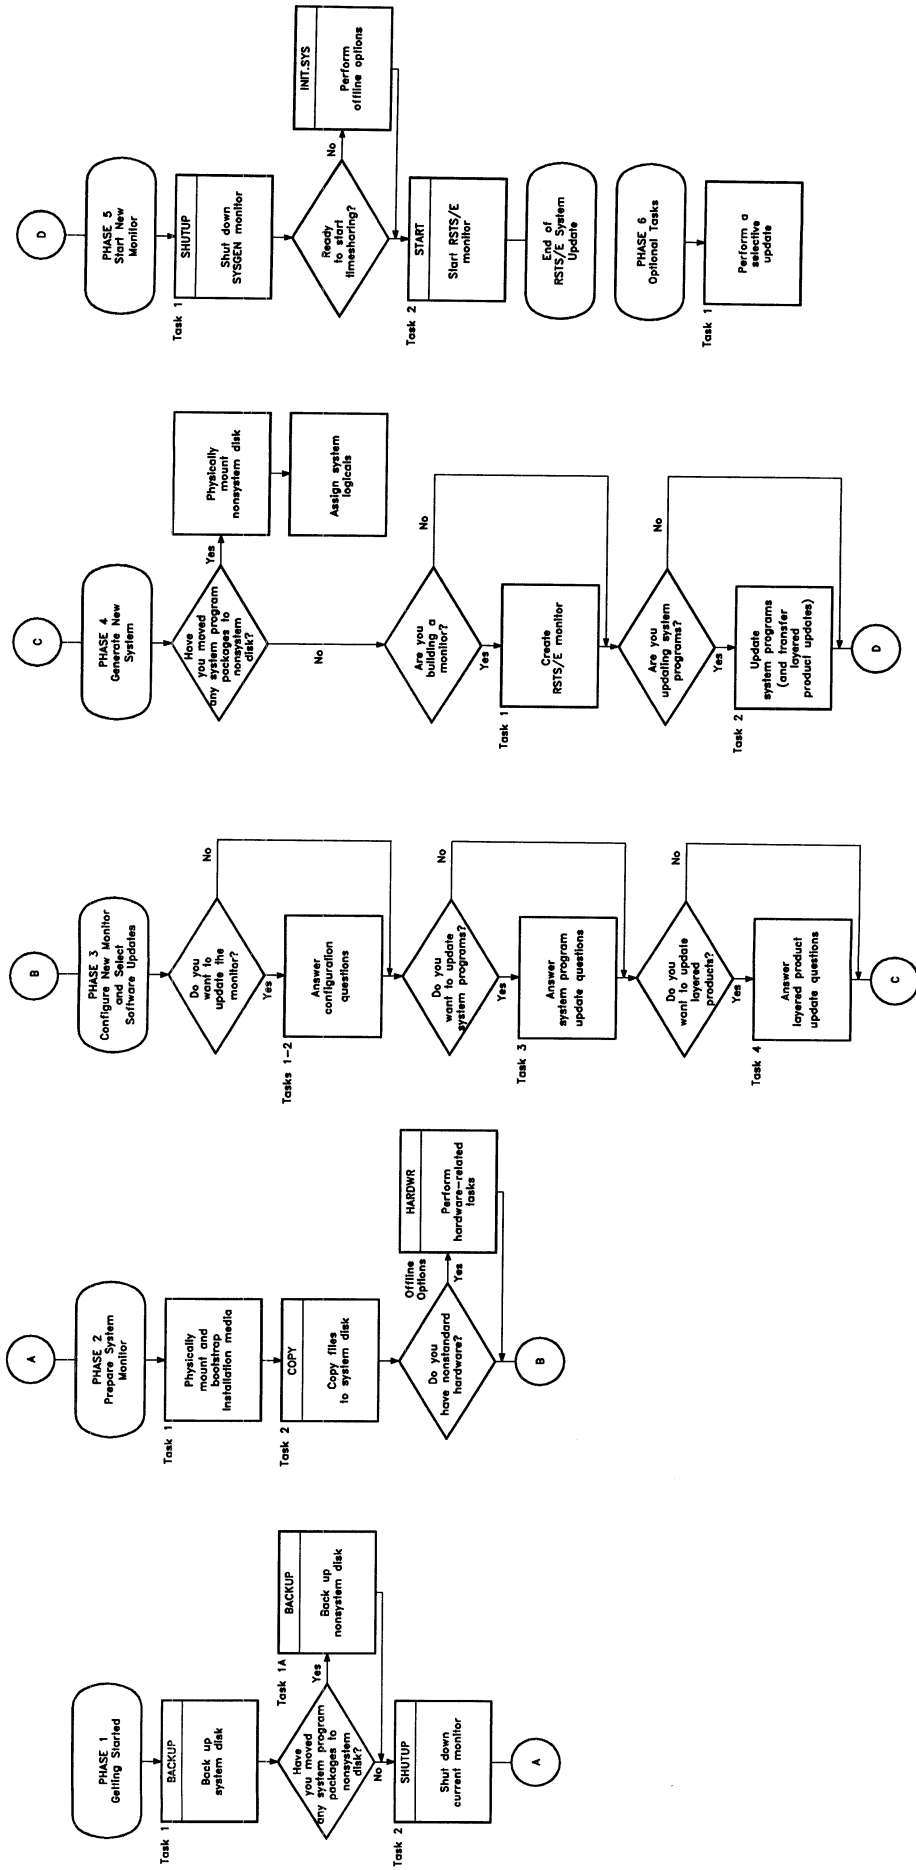 PHASE 1
Getting Started
Task 1
BACKUP
Back up
system disk
Have
you moved
any system program
packages to
nonsystem
disk?
Yes
Task 1A
BACKUP
Back up
nonsystem disk
No
Task 2
SHUTUP
Shut down
current monitor
A
A
PHASE 2
Prepare System
Monitor
Task 1
Physically
mount and
bootstrap
Installation media
Task 2
COPY
Copy files
to system disk
Do you
have nonstandard
hardware?
Offline
Options
Yes
HARDWR
Perform
hardware-related
tasks
B
B
PHASE 3
Configure New Monitor
and Select
Software Updates
Do you
want to
update the
monitor?
No
Yes
Tasks 1-2
Answer
configuration
questions
Do you
want to update
system programs?
No
Yes
Task 3
Answer
system program
update questions
Do you
want to update
layered
products?
No
Yes
Task 4
Answer
layered product
update questions
C
C
PHASE 4
Generate New
System
Have
you moved
any system program
packages to
nonsystem
disk?
Yes
Physically
mount
nonsystem disk
Assign system
logicals
No
Are you
building a
monitor?
No
Yes
Task 1
Create
RSTS/E monitor
Are you
updating system
programs?
No
Yes
Task 2
Update
system programs
(and transfer
layered
product updates)
D
D
PHASE 5
Start New
Monitor
Task 1
SHUTUP
Shut down
SYSGEN monitor
Ready
to start
timesharing?
No
INIT.SYS
Perform
offline options
Task 2
START
Start RSTS/E
monitor
End of
RSTS/E System
Update
PHASE 6
Optional Tasks
Task 1
Perform a
selective
update